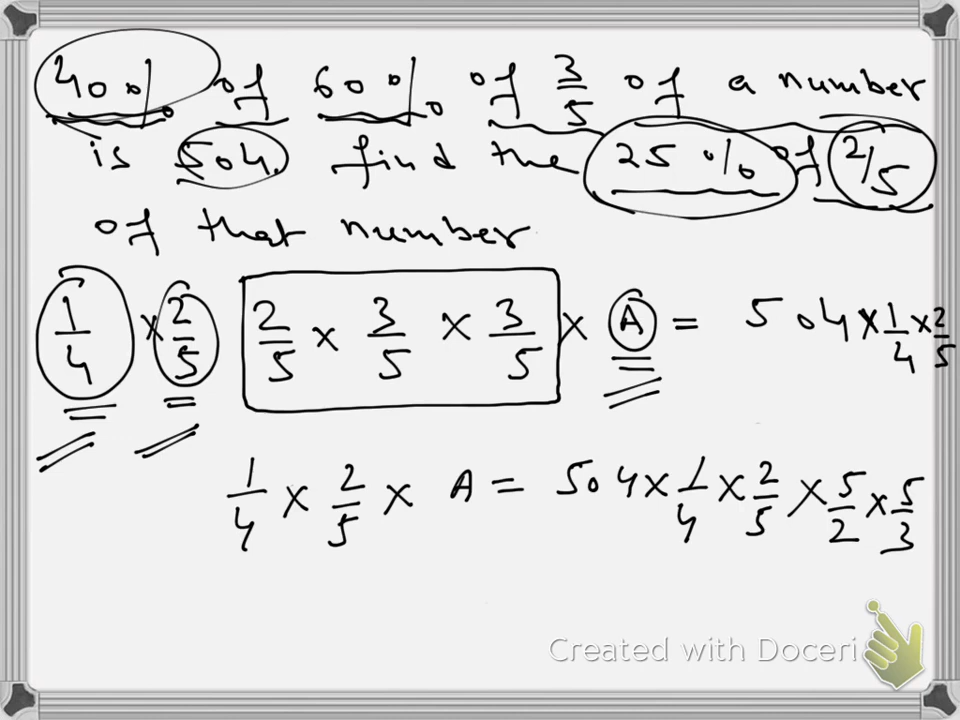 40% of 60% of 3/5 of a number
is 504 find the 25% of 2/5
of that number
1/4 × 2/5 2/5 × 3/5 × 3/5 × A = 504 × 1/4 × 2/5
1/4 × 2/5 × A = 504 × 1/4 × 2/5 × 5/2 × 5/3
Created with Doceri